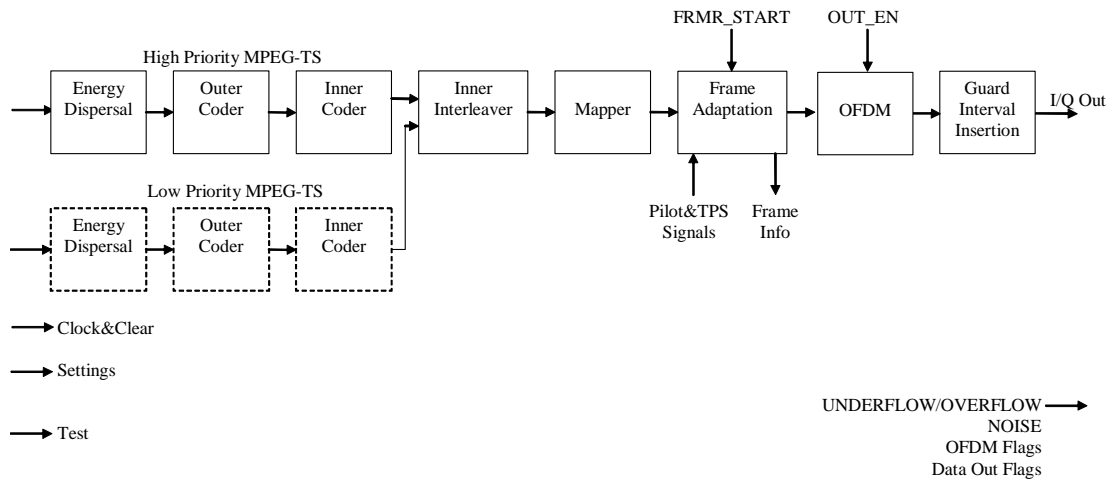 FRMR_START
OUT_EN
High Priority MPEG-TS
Energy
Dispersal
Outer
Coder
Inner
Coder
Inner
Interleaver
Mapper
Frame
Adaptation
OFDM
Guard
Interval
Insertion
I/Q Out
Low Priority MPEG-TS
Pilot&TPS
Signals
Frame
Info
Energy
Dispersal
Outer
Coder
Inner
Coder
Clock&Clear
Settings
Test
UNDERFLOW/OVERFLOW
NOISE
OFDM Flags
Data Out Flags